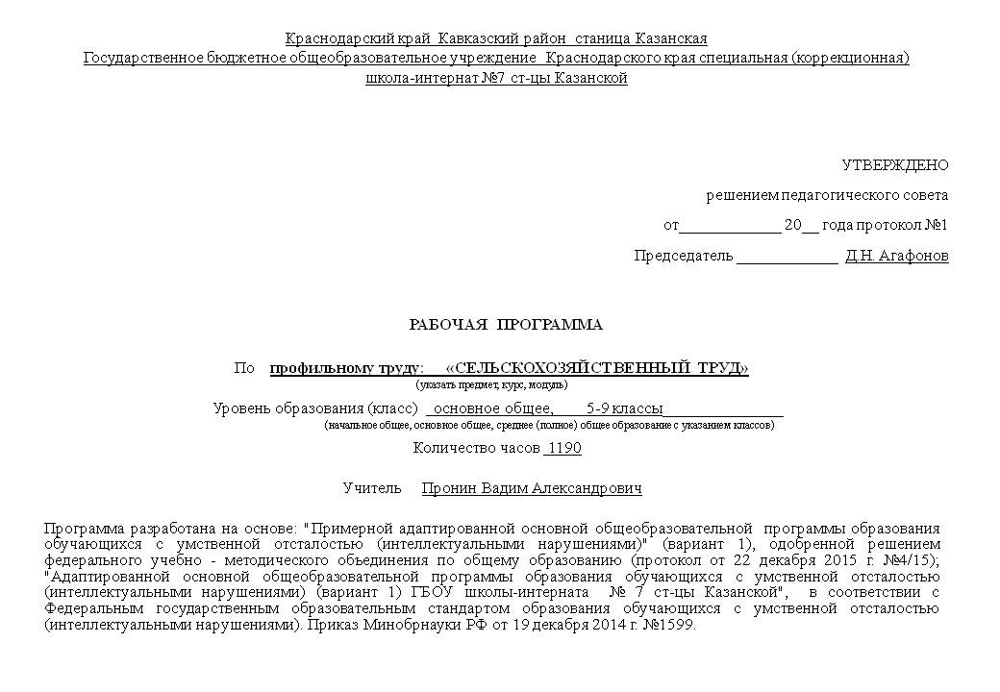 Краснодарский край Кавказский район станица Казанская
Государственное бюджетное общеобразовательное учреждение Краснодарского края специальная (коррекционная)
школа-интернат №7 ст-цы Казанской
УТВЕРЖДЕНО
решением педагогического совета
от____________ 20__ года протокол №1
Председатель ____________ Д.Н. Агафонов
РАБОЧАЯ ПРОГРАММА
По профильному труду: «СЕЛЬСКОХОЗЯЙСТВЕННЫЙ ТРУД»
(указать предмет, курс, модуль)
Уровень образования (класс) основное общее, 5-9 классы______________
(начальное общее, основное общее, среднее (полное) общее образование с указанием классов)
Количество часов 1190
Учитель Пронин Вадим Александрович
Программа разработана на основе: "Примерной адаптированной основной общеобразовательной программы образования
обучающихся с умственной отсталостью (интеллектуальными нарушениями)" (вариант 1), одобренной решением
федерального учебно - методического объединения по общему образованию (протокол от 22 декабря 2015 г. №4/15);
"Адаптированной основной общеобразовательной программы образования обучающихся с умственной отсталостью
(интеллектуальными нарушениями) (вариант 1) ГБОУ школы-интерната № 7 ст-цы Казанской", в соответствии с
Федеральным государственным образовательным стандартом образования обучающихся с умственной отсталостью
(интеллектуальными нарушениями). Приказ Минобрнауки РФ от 19 декабря 2014 г. №1599.